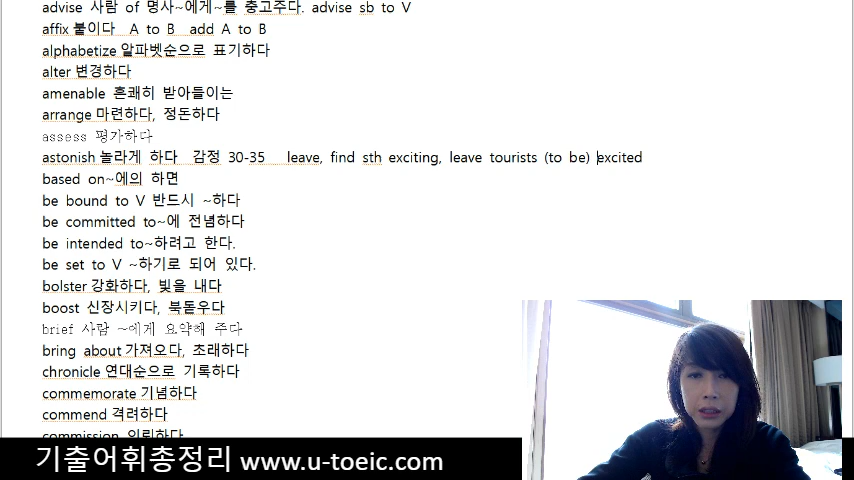 advise 사람 of 명사~에게~를 충고주다. advise sb to V
affix 붙이다 A to B add A to B
alphabetize 알파벳순으로 표기하다
alter 변경하다
amenable 흔쾌히 받아들이는
arrange 마련하다, 정돈하다
assess 평가하다
astonish 놀라게 하다 감정 30-35 leave, find sth exciting, leave tourists (to be) excited
based on~에의 하면
be bound to V 반드시 ~하다
be committed to~에 전념하다
be intended to~하려고 한다.
be set to V ~하기로 되어 있다.
bolster 강화하다, 빛을 내다
boost 신장시키다, 북돋우다
brief 사람 ~에게 요약해 주다
bring about 가져오다, 초래하다
chronicle 연대순으로 기록하다
commemorate 기념하다
commend 격려하다
commission 의뢰하다
기출어휘총정리 www.u-toeic.com